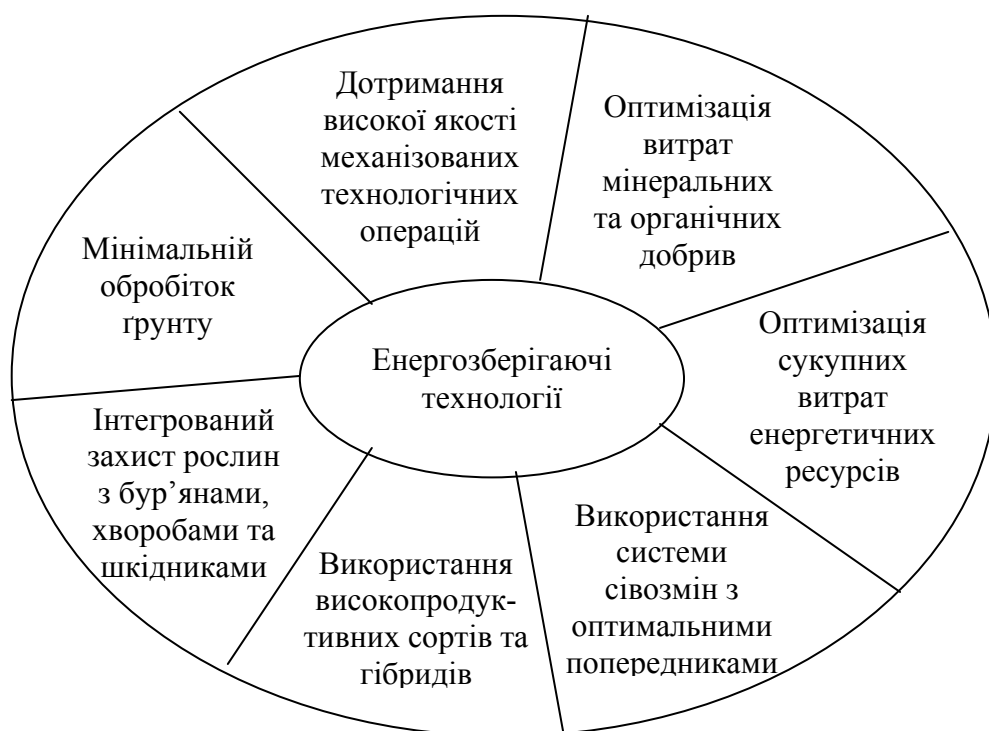 Дотримання
високої якості
механізованих
технологічних
операцій
Оптимізація
витрат
мінеральних
та органічних
добрив
Мінімальній
обробіток
ґрунту
Енергозберігаючі
технології
Оптимізація
сукупних
витрат
енергетичних
ресурсів
Інтегрований
захист рослин
з бур’янами,
хворобами та
шкідниками
Використання
високопродук-
тивних сортів та
гібридів
Використання
системи
сівозмін з
оптимальними
попередниками